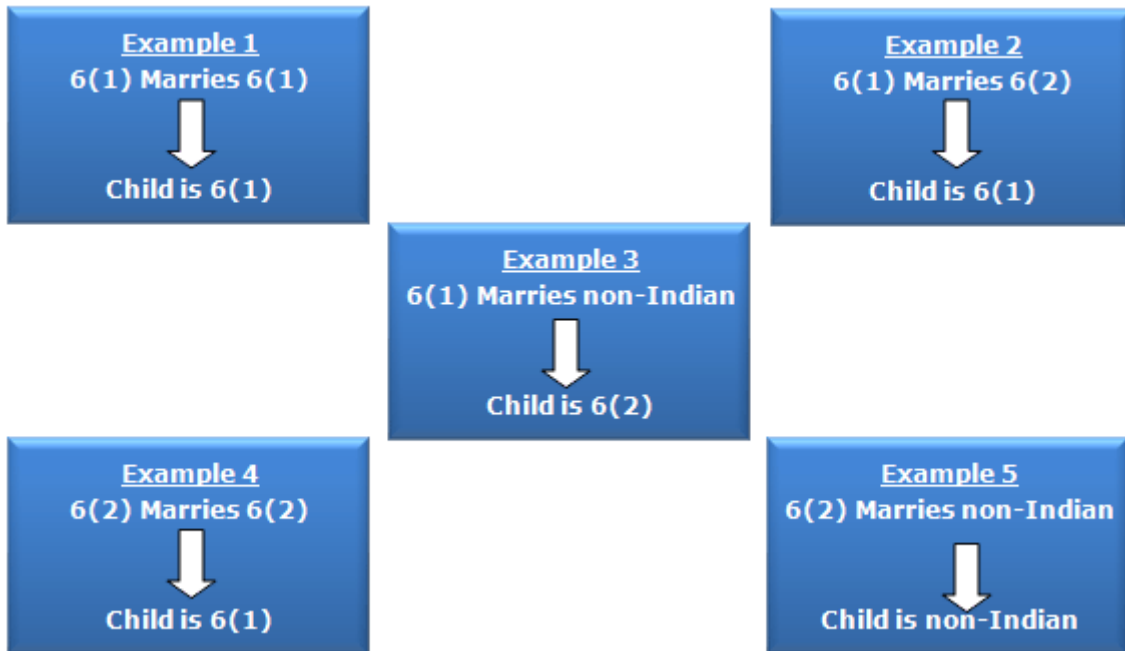 Example 1
6(1) Marries 6(1)
Child is 6(1)
Example 2
6(1) Marries 6(2)
Child is 6(1)
Example 3
6(1) Marries non-Indian
Child is 6(2)
Example 4
6(2) Marries 6(2)
Child is 6(1)
Example 5
6(2) Marries non-Indian
Child is non-Indian